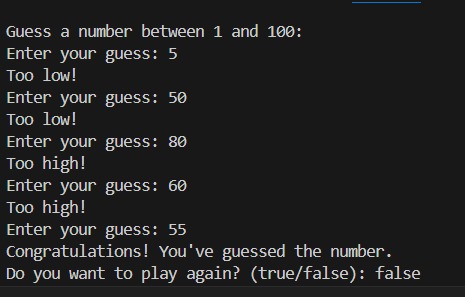 Guess a number between 1 and 100:
Enter your guess: 5
Too low!
Enter your guess: 50
Too low!
Enter your guess: 80
Too high!
Enter your guess: 60
Too high!
Enter your guess: 55
Congratulations! You've guessed the number.
Do you want to play again? (true/false): false